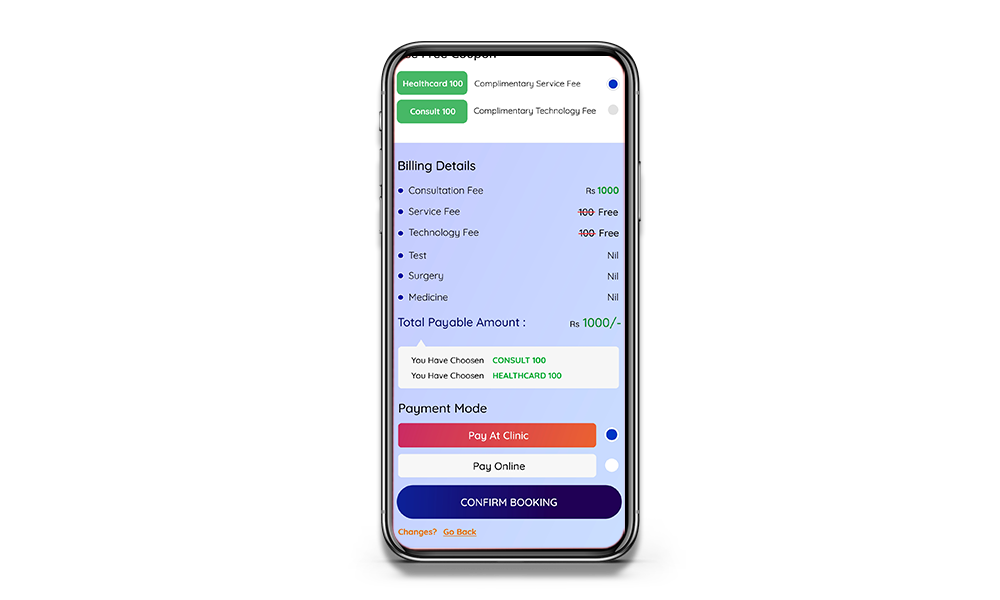 Free Coupon
Healthcard 100 Complimentary Service Fee
Consult 100 Complimentary Technology Fee
Billing Details
Consultation Fee Rs 1000
Service Fee 100 Free
Technology Fee 100 Free
Test Nil
Surgery Nil
Medicine Nil
Total Payable Amount : Rs 1000/-
You Have Choosen CONSULT 100
You Have Choosen HEALTHCARD 100
Payment Mode
Pay At Clinic
Pay Online
CONFIRM BOOKING
Changes? Go Back